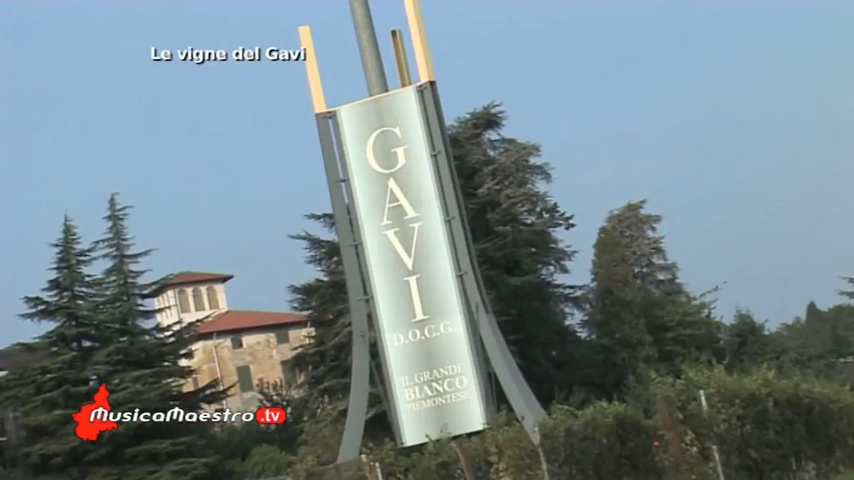 Le vigne del Gavi
GAVI
D.O.C.G.
IL GRANDE
BIANCO
PIEMONTESE
MusicaMaestro.tv